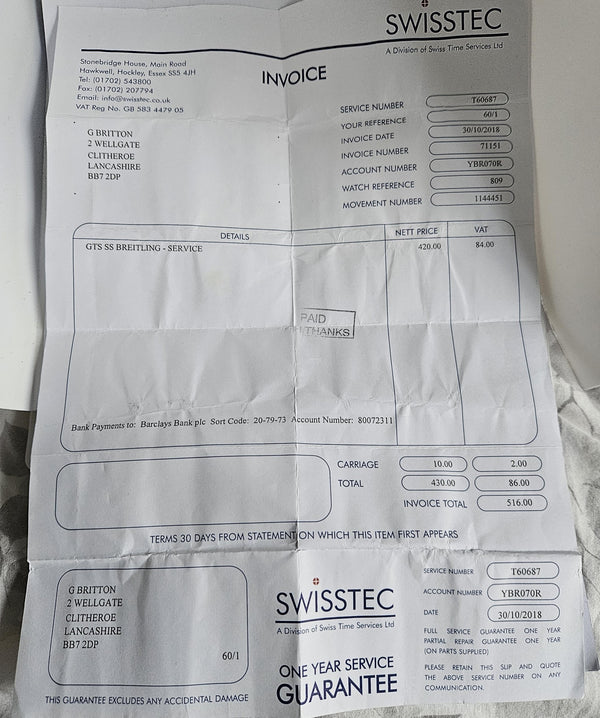 SWISSTEC
A Division of Swiss Time Services Ltd
Stonebridge House, Main Road
Hawkwell, Hockley, Essex SS5 4JH
Tel: (01702) 543800
Fax: (01702) 207794
Email: info@swisstec.co.uk
VAT Reg No. GB 583 4479 05
INVOICE
G BRITTON
2 WELLGATE
CLITHEROE
LANCASHIRE
BB7 2DP
SERVICE NUMBER T60687
YOUR REFERENCE 60/1
INVOICE DATE 30/10/2018
INVOICE NUMBER 71151
ACCOUNT NUMBER YBR070R
WATCH REFERENCE 809
MOVEMENT NUMBER 1144451
DETAILS NETT PRICE VAT
GTS SS BREITLING - SERVICE 420.00 84.00
PAID
THANKS
Bank Payments to: Barclays Bank plc Sort Code: 20-79-73 Account Number: 80072311
CARRIAGE 10.00 2.00
TOTAL 430.00 86.00
INVOICE TOTAL 516.00
TERMS 30 DAYS FROM STATEMENT ON WHICH THIS ITEM FIRST APPEARS
G BRITTON
2 WELLGATE
CLITHEROE
LANCASHIRE
BB7 2DP
60/1
THIS GUARANTEE EXCLUDES ANY ACCIDENTAL DAMAGE
SWISSTEC
A Division of Swiss Time Services Ltd
ONE YEAR SERVICE
GUARANTEE
SERVICE NUMBER T60687
ACCOUNT NUMBER YBR070R
DATE 30/10/2018
FULL SERVICE GUARANTEE ONE YEAR
PARTIAL REPAIR GUARANTEE ONE YEAR
(ON PARTS SUPPLIED)
PLEASE RETAIN THIS SLIP AND QUOTE
THE ABOVE SERVICE NUMBER ON ANY
COMMUNICATION.